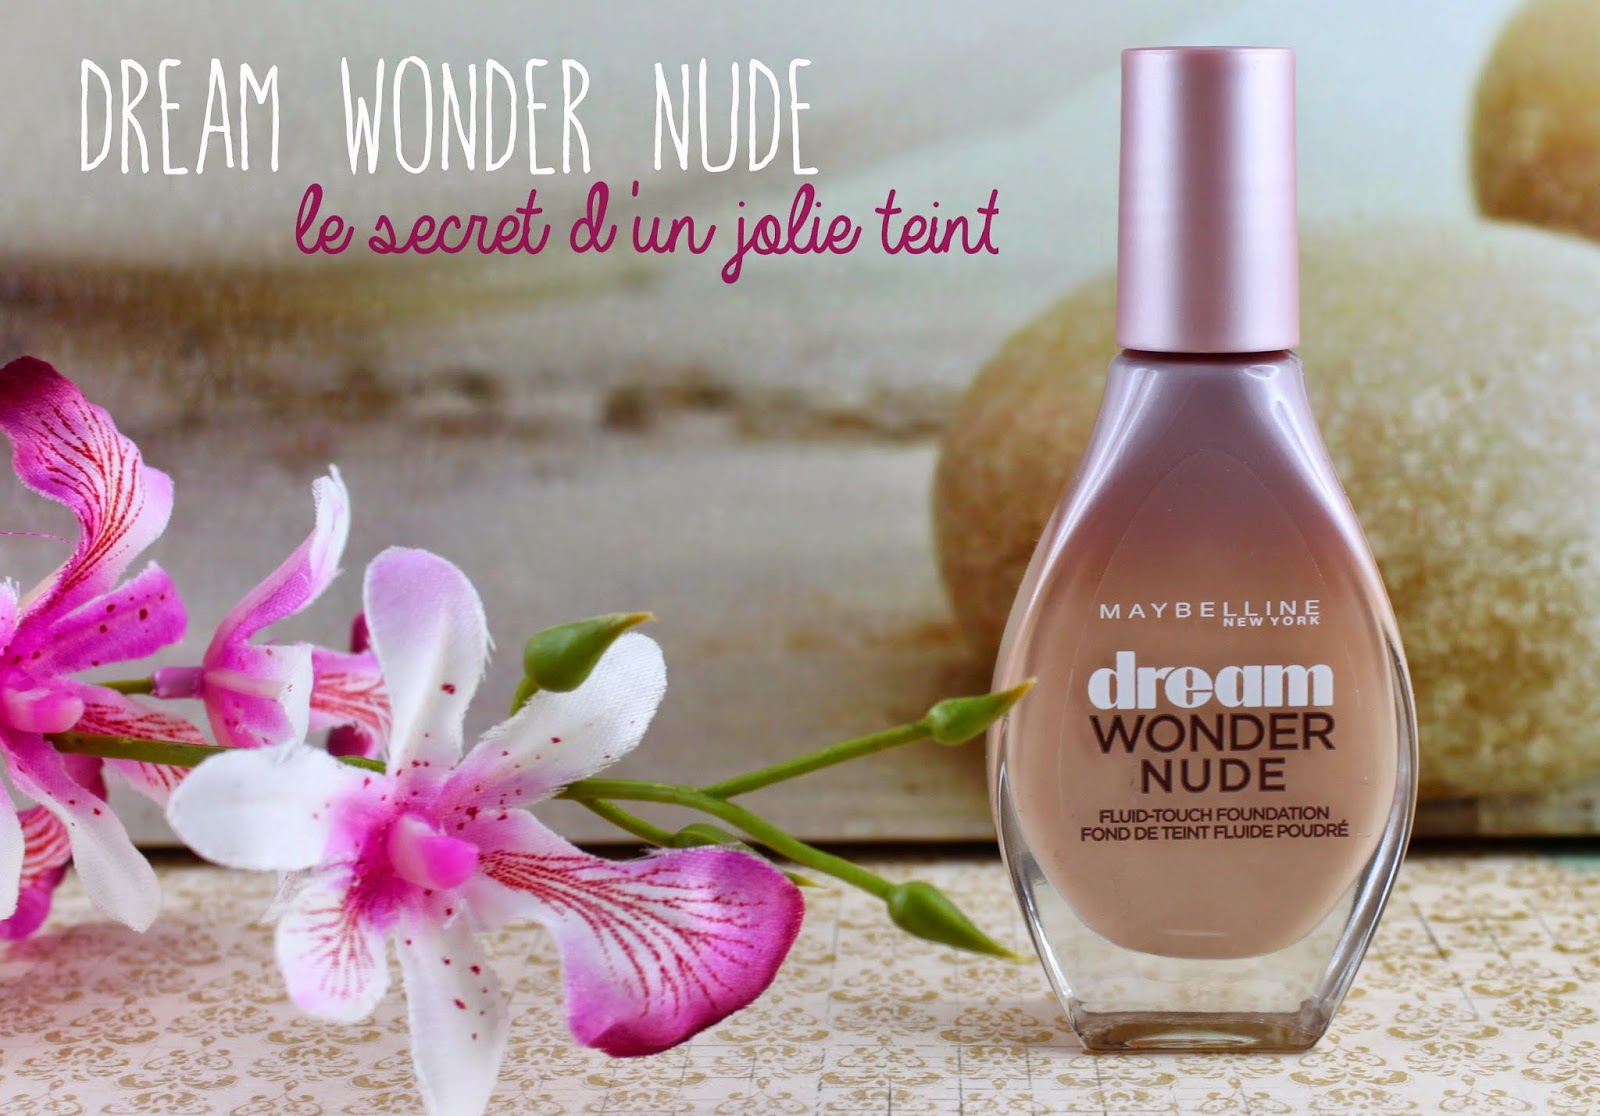 DREAM WONDER NUDE
le secret d'un jolie teint
MAYBELLINE
NEW YORK
dream
WONDER
NUDE
FLUID-TOUCH FOUNDATION
FOND DE TEINT FLUIDE POUDRÉ